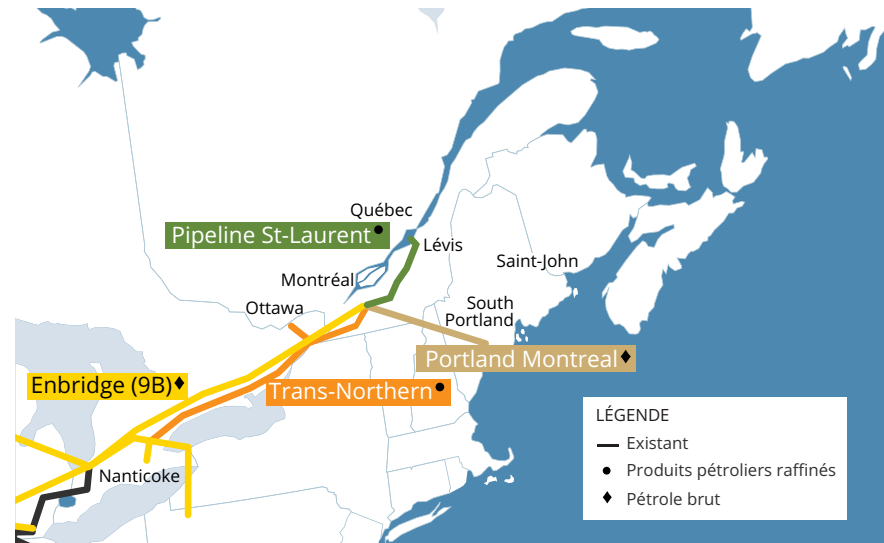 Québec
Pipeline St-Laurent
Lévis
Saint-John
Montréal
Ottawa
South
Portland
Portland Montreal
Enbridge (9B)
Trans-Northern
Nanticoke
LÉGENDE
Existant
Produits pétroliers raffinés
Pétrole brut